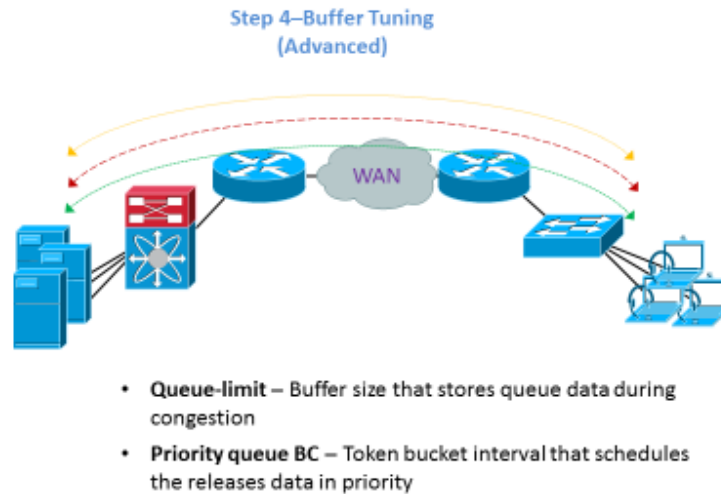 Step 4–Buffer Tuning
(Advanced)
WAN
• Queue-limit – Buffer size that stores queue data during
congestion
• Priority queue BC – Token bucket interval that schedules
the releases data in priority